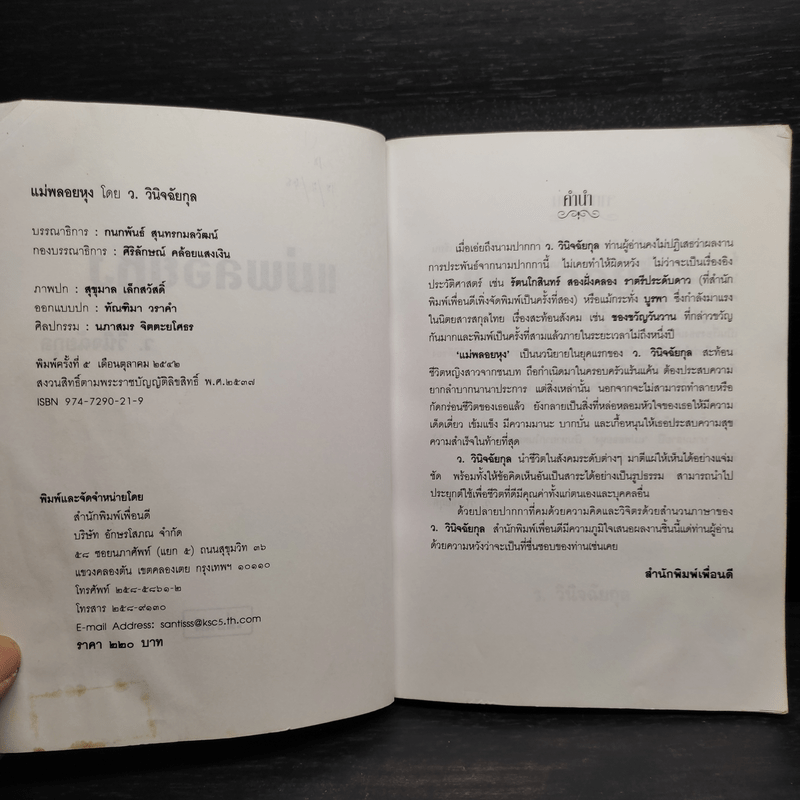 แม่พลอยหุง โดย ว. วินิจฉัยกุล
บรรณาธิการ : กนกพันธ์ สุนทรกมลวัฒน์
กองบรรณาธิการ : ศิริลักษณ์ คล้อยแสงเงิน
ภาพปก : สุขุมาล เล็กสวัสดิ์
ออกแบบปก : ทัณฑิมา วราคำ
ศิลปกรรม : นภาสมร จิตตะยโศธร
พิมพ์ครั้งที่ ๕ เดือนตุลาคม ๒๕๔๒
สงวนสิทธิ์ตามพระราชบัญญัติลิขสิทธิ์ พ.ศ.๒๕๓๗
ISBN 974-7290-21-9
พิมพ์และจัดจำหน่ายโดย
สำนักพิมพ์เพื่อนดี
บริษัท อักษรโสภณ จำกัด
๕๘ ซอยนภาศัพท์ (แยก ๕) ถนนสุขุมวิท ๓๖
แขวงคลองตัน เขตคลองเตย กรุงเทพฯ ๑๐๑๑๐
โทรศัพท์ ๒๕๘-๕๘๖๑-๒
โทรสาร ๒๕๘-๙๑๓๐
E-mail Address: santisss@ksc5.th.com
ราคา ๒๒๐ บาท
คำนำ
เมื่อเอ่ยถึงนามปากกา ว. วินิจฉัยกุล ท่านผู้อ่านคงไม่ปฏิเสธว่าผลงาน
การประพันธ์จากนามปากกานี้ ไม่เคยทำให้ผิดหวัง ไม่ว่าจะเป็นเรื่องอิง
ประวัติศาสตร์ เช่น รัตนโกสินทร์ สองฝั่งคลอง ราตรีประดับดาว (ที่สำนัก
พิมพ์เพื่อนดีเพิ่งจัดพิมพ์เป็นครั้งที่สอง) หรือแม้กระทั่ง บูรพา ซึ่งกำลังมาแรง
ในนิตยสารสกุลไทย เรื่องสะท้อนสังคม เช่น ของขวัญวันวาน ที่กล่าวขวัญ
กันมากและพิมพ์เป็นครั้งที่สามแล้วภายในระยะเวลาไม่ถึงหนึ่งปี
'แม่พลอยหุง' เป็นนวนิยายในยุคแรกของ ว. วินิจฉัยกุล สะท้อน
ชีวิตหญิงสาวจากชนบท ถือกำเนิดมาในครอบครัวแร้นแค้น ต้องประสบความ
ยากลำบากนานาประการ แต่สิ่งเหล่านั้น นอกจากจะไม่สามารถทำลายหรือ
กัดกร่อนชีวิตของเธอแล้ว ยังกลายเป็นสิ่งที่หล่อหลอมหัวใจของเธอให้มีความ
เด็ดเดี่ยว เข้มแข็ง มีความมานะ บากบั่น และเกื้อหนุนให้เธอประสบความสุข
ความสำเร็จในท้ายที่สุด
ว. วินิจฉัยกุล นำชีวิตในสังคมระดับต่างๆ มาตีแผ่ให้เห็นได้อย่างแจ่ม
ชัด พร้อมทั้งให้ข้อคิดเห็นอันเป็นสาระได้อย่างเป็นรูปธรรม สามารถนำไป
ประยุกต์ใช้เพื่อชีวิตที่ดีมีคุณค่าทั้งแก่ตนเองและบุคคลอื่น
ด้วยปลายปากกาที่คมด้วยความคิดและวิจิตรด้วยสำนวนภาษาของ
ว. วินิจฉัยกุล สำนักพิมพ์เพื่อนดีมีความภูมิใจเสนอผลงานชิ้นนี้แด่ท่านผู้อ่าน
ด้วยความหวังว่าจะเป็นที่ชื่นชอบของท่านเช่นเคย
สำนักพิมพ์เพื่อนดี